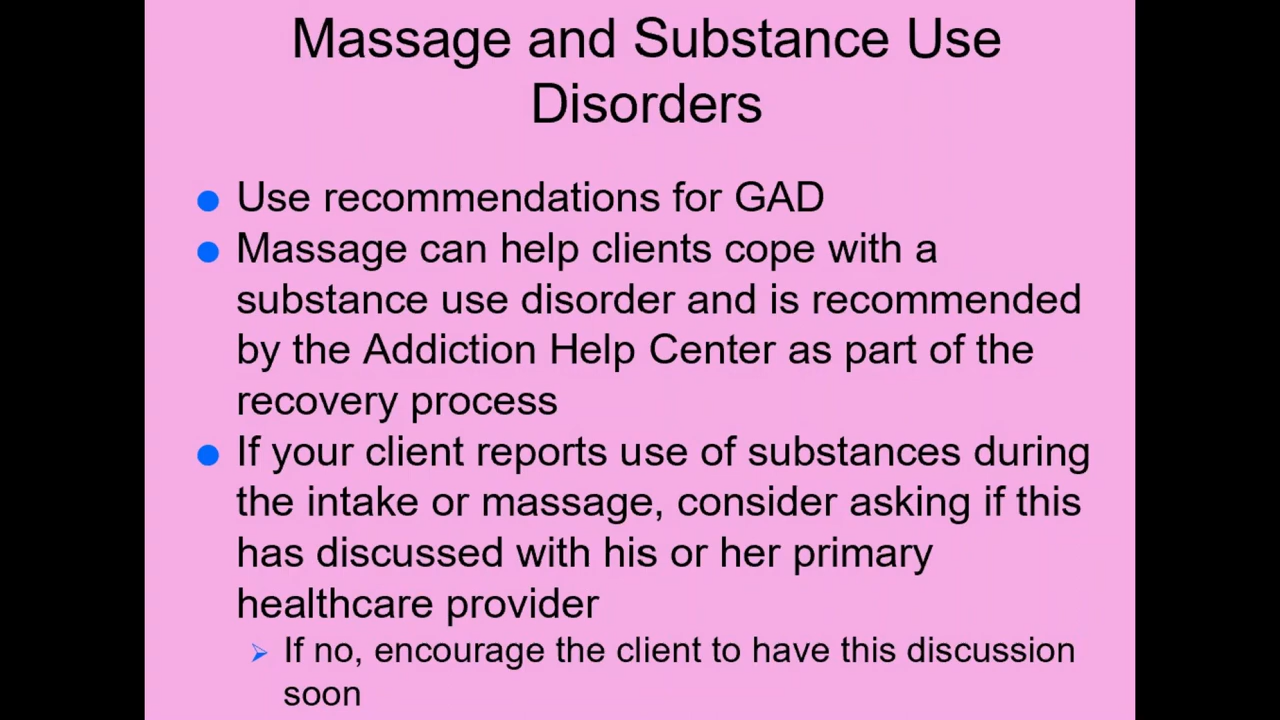 Massage and Substance Use
Disorders
Use recommendations for GAD
Massage can help clients cope with a
substance use disorder and is recommended
by the Addiction Help Center as part of the
recovery process
If your client reports use of substances during
the intake or massage, consider asking if this
has discussed with his or her primary
healthcare provider
If no, encourage the client to have this discussion
soon